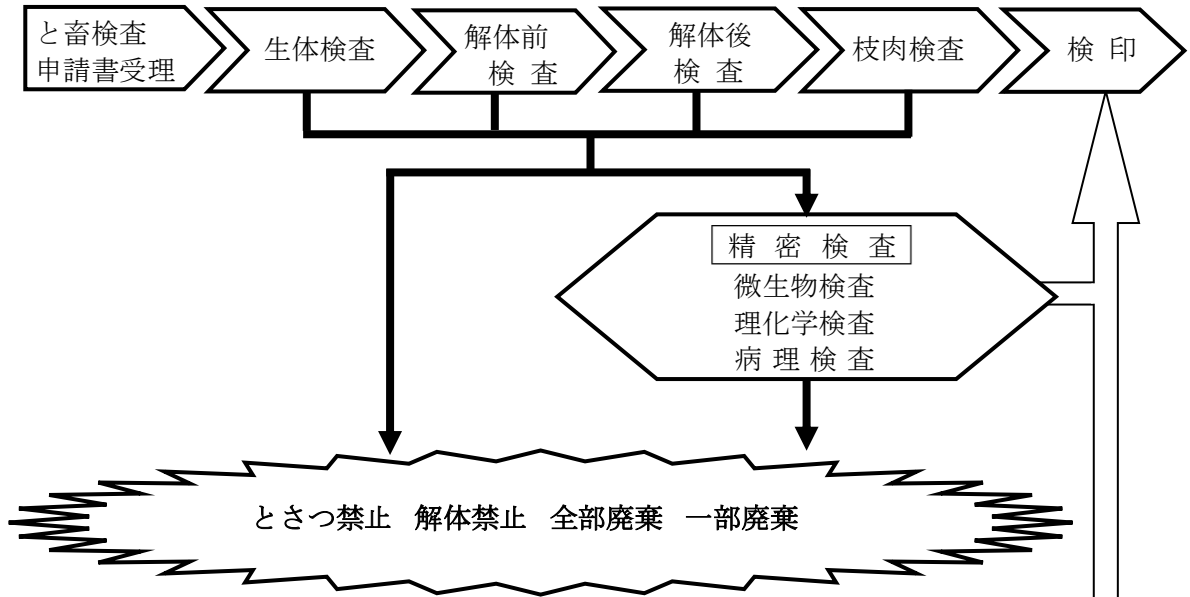 と畜検査
申請書受理
生体検査
解体前
検 査
解体後
検 査
枝肉検査
検 印
精 密 検 査
微生物検査
理化学検査
病 理 検 査
とさつ禁止 解体禁止 全部廃棄 一部廃棄